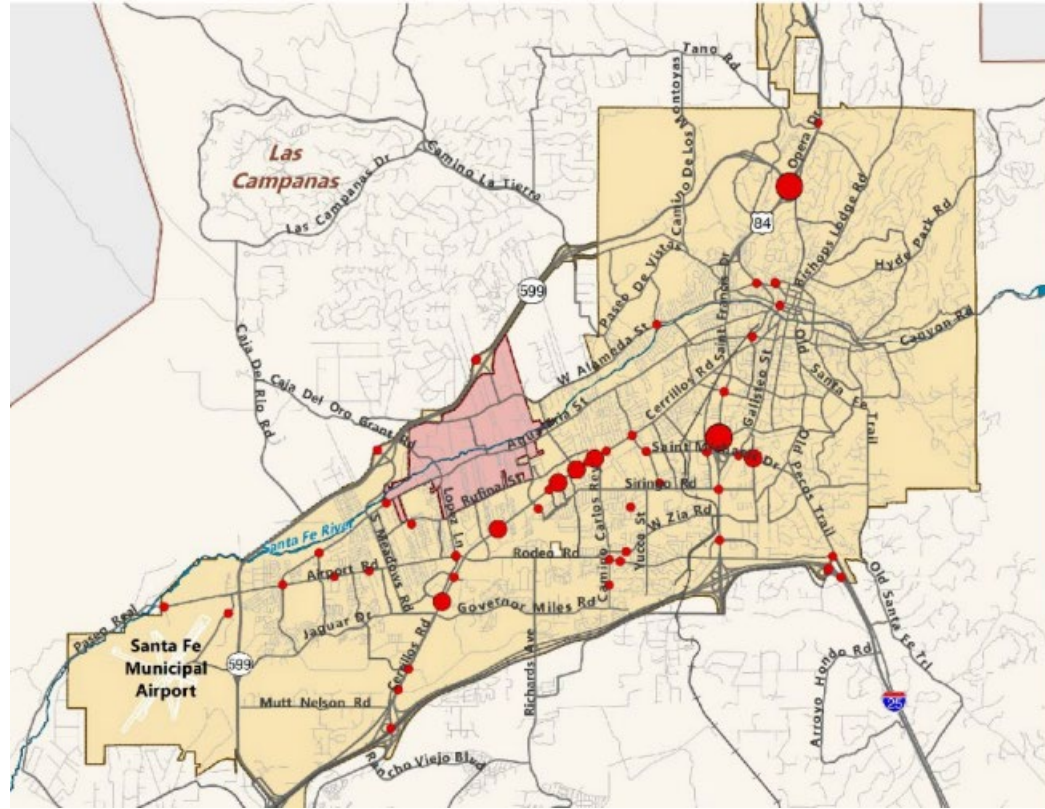 Tano Rd
Camino De Los Montoyas
Opera Dr
Las
Campanas
Camino La Tierra
Las Campanas Dr
84
Bishops Lodge Rd
Hyde Park Rd
Paseo De Vistas
599
Saint Francis Dr
Canyon Rd
Caja Del Rio Rd
W Alameda St
Caja Del Oro Grant Rd
Cerrillos Rd
Galisteo St
Old Santa Fe Trail
Agua Fria St
Saint Michaels Dr
Old Pecos Trail
Rufina St
Siringo Rd
Lopez Ln
S Meadows Rd
Santa Fe River
W Zia Rd
Yucca St
Camino Carlos Rey
Rodeo Rd
Airport Rd
Governor Miles Rd
Paseo Real
Jaguar Dr
Cerrillos Rd
Old Santa Fe Trl
Santa Fe
Municipal
Airport
599
Richards Ave
Arroyo Hondo Rd
Mutt Nelson Rd
25
Rancho Viejo Blvd